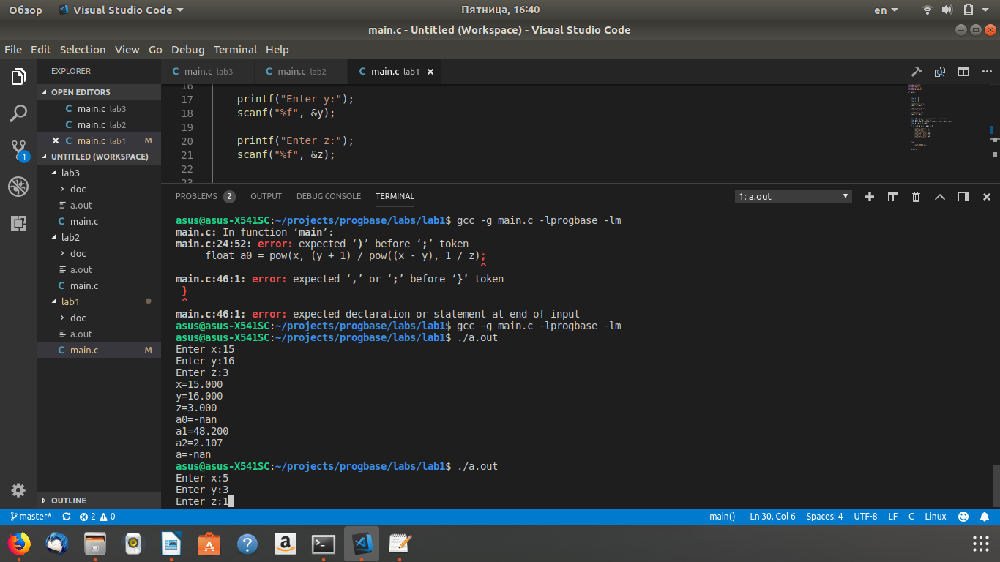 Обзор Visual Studio Code Пятница, 16:40 en
main.c - Untitled (Workspace) - Visual Studio Code
File Edit Selection View Go Debug Terminal Help
EXPLORER
OPEN EDITORS
main.c lab3
main.c lab2
main.c lab1 M
UNTITLED (WORKSPACE)
lab3
doc
a.out
main.c
lab2
doc
a.out
main.c
lab1
doc
a.out
main.c M
OUTLINE
1
main.c lab3 main.c lab2 main.c lab1
16
17 printf("Enter y:");
18 scanf("%f", &y);
19
20 printf("Enter z:");
21 scanf("%f", &z);
22
23
PROBLEMS 2 OUTPUT DEBUG CONSOLE TERMINAL 1: a.out
asus@asus-X541SC:~/projects/progbase/labs/lab1$ gcc -g main.c -lprogbase -lm
main.c: In function ‘main’:
main.c:24:52: error: expected ‘)’ before ‘;’ token
float a0 = pow(x, (y + 1) / pow((x - y), 1 / z);
^
main.c:46:1: error: expected ‘,’ or ‘;’ before ‘}’ token
}
^
main.c:46:1: error: expected declaration or statement at end of input
asus@asus-X541SC:~/projects/progbase/labs/lab1$ gcc -g main.c -lprogbase -lm
asus@asus-X541SC:~/projects/progbase/labs/lab1$ ./a.out
Enter x:15
Enter y:16
Enter z:3
x=15.000
y=16.000
z=3.000
a0=-nan
a1=48.200
a2=2.107
a=-nan
asus@asus-X541SC:~/projects/progbase/labs/lab1$ ./a.out
Enter x:5
Enter y:3
Enter z:1
master* 2 0 main() Ln 30, Col 6 Spaces: 4 UTF-8 LF C Linux